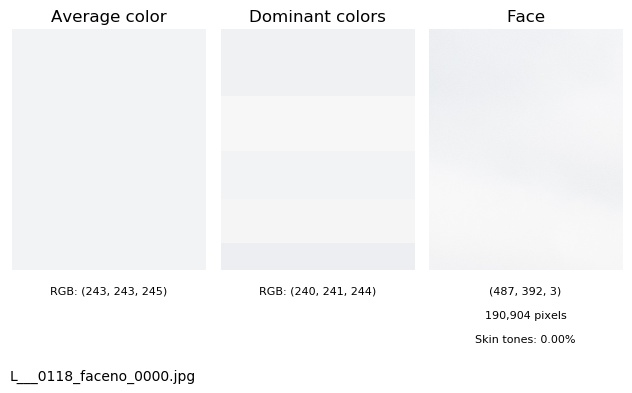 Average color
Dominant colors
Face
RGB: (243, 243, 245)
RGB: (240, 241, 244)
(487, 392, 3)
190,904 pixels
Skin tones: 0.00%
L___0118_faceno_0000.jpg